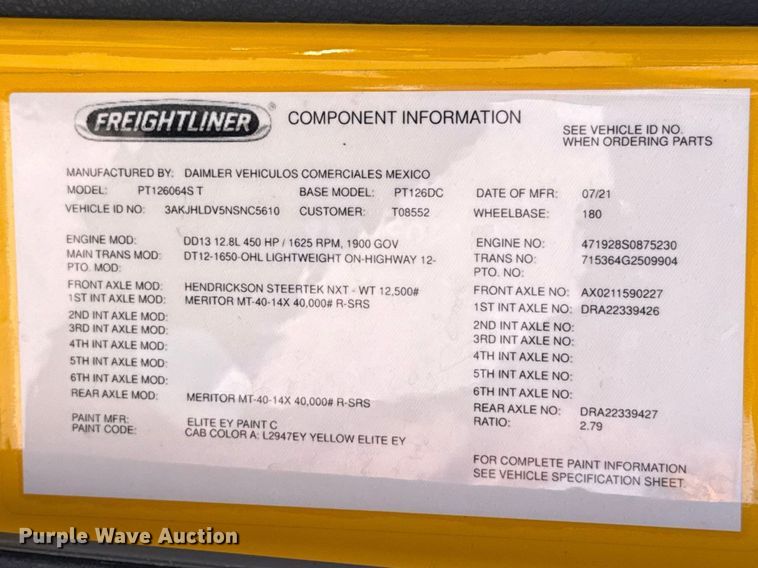 FREIGHTLINER® COMPONENT INFORMATION
SEE VEHICLE ID NO.
WHEN ORDERING PARTS
MANUFACTURED BY: DAIMLER VEHICULOS COMERCIALES MEXICO
MODEL: PT126064S T BASE MODEL: PT126DC DATE OF MFR: 07/21
VEHICLE ID NO: 3AKJHLDV5NSNC5610 CUSTOMER: T08552 WHEELBASE: 180
ENGINE MOD: DD13 12.8L 450 HP / 1625 RPM, 1900 GOV ENGINE NO: 471928S0875230
MAIN TRANS MOD: DT12-1650-OHL LIGHTWEIGHT ON-HIGHWAY 12- TRANS NO: 715364G2509904
PTO. MOD: PTO. NO:
FRONT AXLE MOD: HENDRICKSON STEERTEK NXT - WT 12,500# FRONT AXLE NO: AX0211590227
1ST INT AXLE MOD: MERITOR MT-40-14X 40,000# R-SRS 1ST INT AXLE NO: DRA22339426
2ND INT AXLE MOD: 2ND INT AXLE NO:
3RD INT AXLE MOD: 3RD INT AXLE NO:
4TH INT AXLE MOD: 4TH INT AXLE NO:
5TH INT AXLE MOD: 5TH INT AXLE NO:
6TH INT AXLE MOD: 6TH INT AXLE NO:
REAR AXLE MOD: MERITOR MT-40-14X 40,000# R-SRS REAR AXLE NO: DRA22339427
RATIO: 2.79
PAINT MFR: ELITE EY PAINT C
PAINT CODE: CAB COLOR A: L2947EY YELLOW ELITE EY
FOR COMPLETE PAINT INFORMATION
SEE VEHICLE SPECIFICATION SHEET
Purple Wave Auction